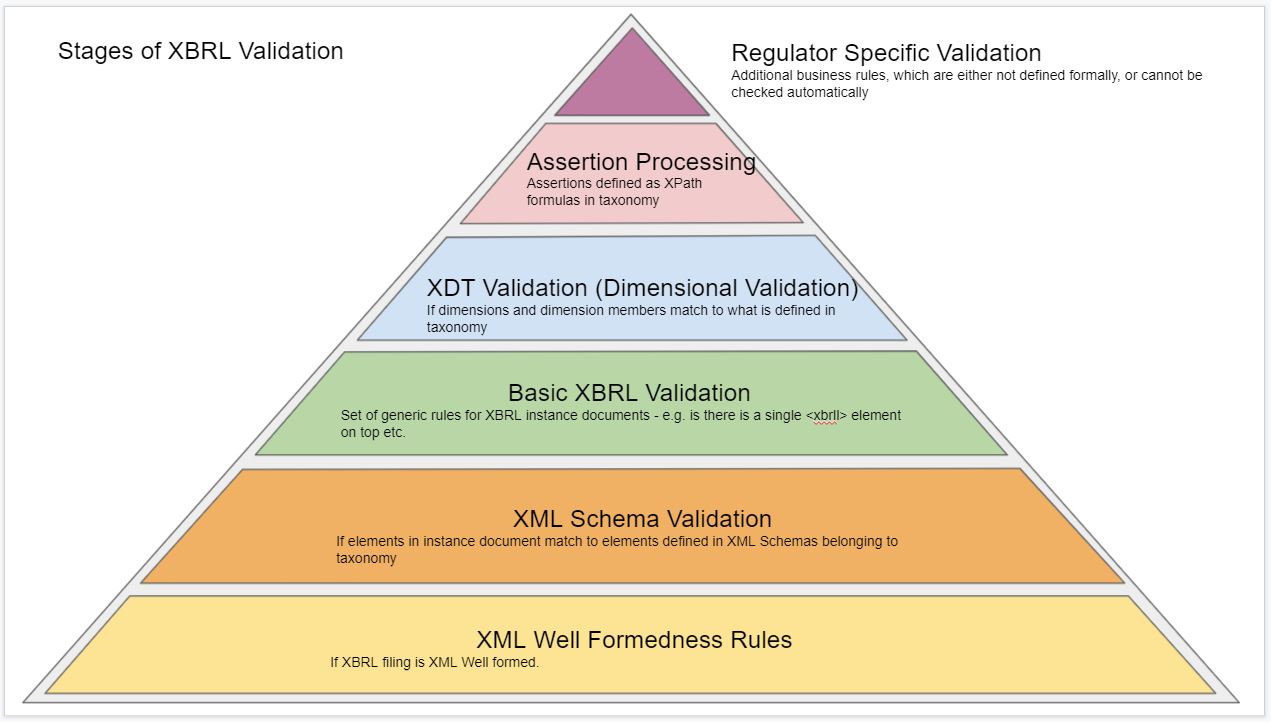 Stages of XBRL Validation
Regulator Specific Validation
Additional business rules, which are either not defined formally, or cannot be
checked automatically
Assertion Processing
Assertions defined as XPath
formulas in taxonomy
XDT Validation (Dimensional Validation)
If dimensions and dimension members match to what is defined in
taxonomy
Basic XBRL Validation
Set of generic rules for XBRL instance documents - e.g. is there is a single <xbrll> element
on top etc.
XML Schema Validation
If elements in instance document match to elements defined in XML Schemas belonging to
taxonomy
XML Well Formedness Rules
If XBRL filing is XML Well formed.